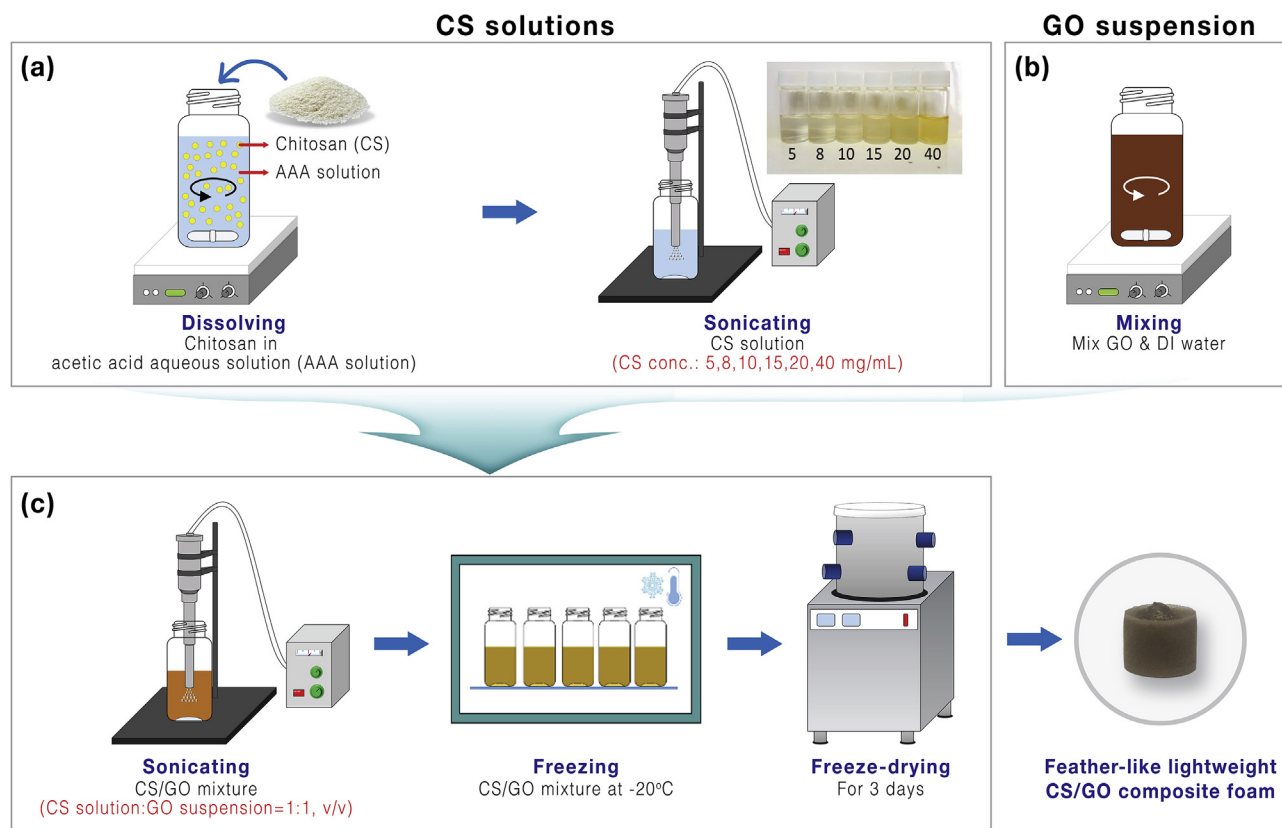 CS solutions
GO suspension
(a)
Chitosan (CS)
AAA solution
5 8 10 15 20 40
Dissolving
Chitosan in
acetic acid aqueous solution (AAA solution)
Sonicating
CS solution
(CS conc.: 5,8,10,15,20,40 mg/mL)
(b)
Mixing
Mix GO & DI water
(c)
Sonicating
CS/GO mixture
(CS solution:GO suspension=1:1, v/v)
Freezing
CS/GO mixture at -20ºC
Freeze-drying
For 3 days
Feather-like lightweight
CS/GO composite foam